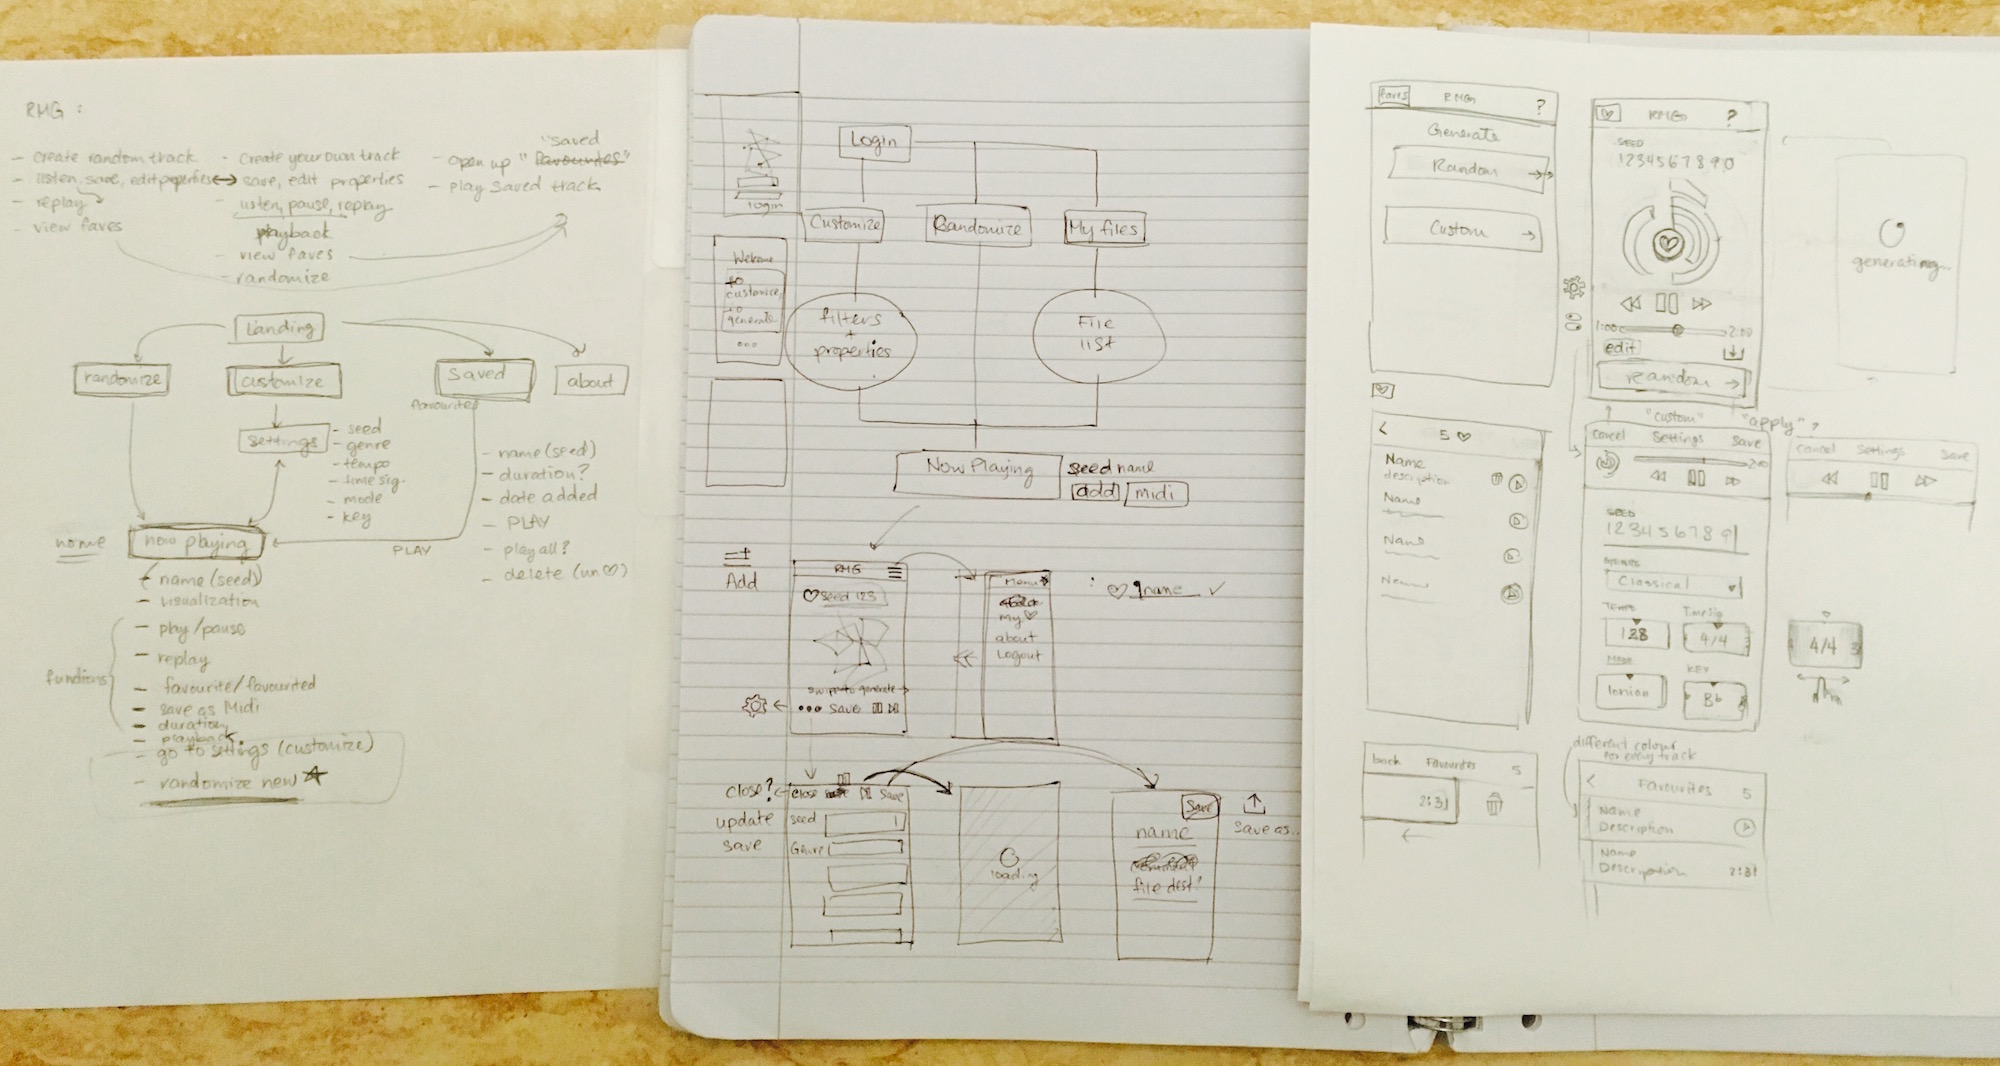 RMG :
- create random track
- listen, save, edit properties
- replay
- view faves
- create your own track
- save, edit properties
- listen, pause, replay
playback
- view faves
- randomize
"saved
- open up "favourites"
- play saved track
Landing
randomize
customize
saved
about
favourites
settings
- seed
- genre
- tempo
- time sig.
- mode
- key
- name (seed)
- duration?
- date added
- PLAY
- play all?
- delete (un♡)
home
now playing
PLAY
- name (seed)
- visualization
- play/pause
- replay
- favourite/favourited
- save as Midi
- duration
- playback
functions
- go to settings (customize)
- randomize new ☆
login
Welcome
to
customize,
to
generate
...
Login
Customize
Randomize
My files
filters
+
properties
File
list
Now Playing
seed name
add
midi
Add
RMG
♡ seed 123
swipe to generate →
... save
Menu
my ♡
about
Logout
♡ name ✓
close?
update
save
close
save
seed
Genre
loading
Save
name
file dest?
Save as..
faves
RMG
?
Generate
Random
Custom →
♡
RMG
?
SEED
1234567890
1:00
2:00
edit
Random →
generating...
♡
< 5 ♡
Name
description
Name
Name
Name
"custom"
"apply" ?
Cancel Settings Save
2:00
SEED
123456789
GENRE
Classical
TEMPO
Time Sig
128
4/4
MODE
KEY
Ionian
Bb
Cancel Settings Save
4/4
back Favourites 5
2:31
←
different colour
for every track
< Favourites 5
Name
Description
Name
Description 2:31